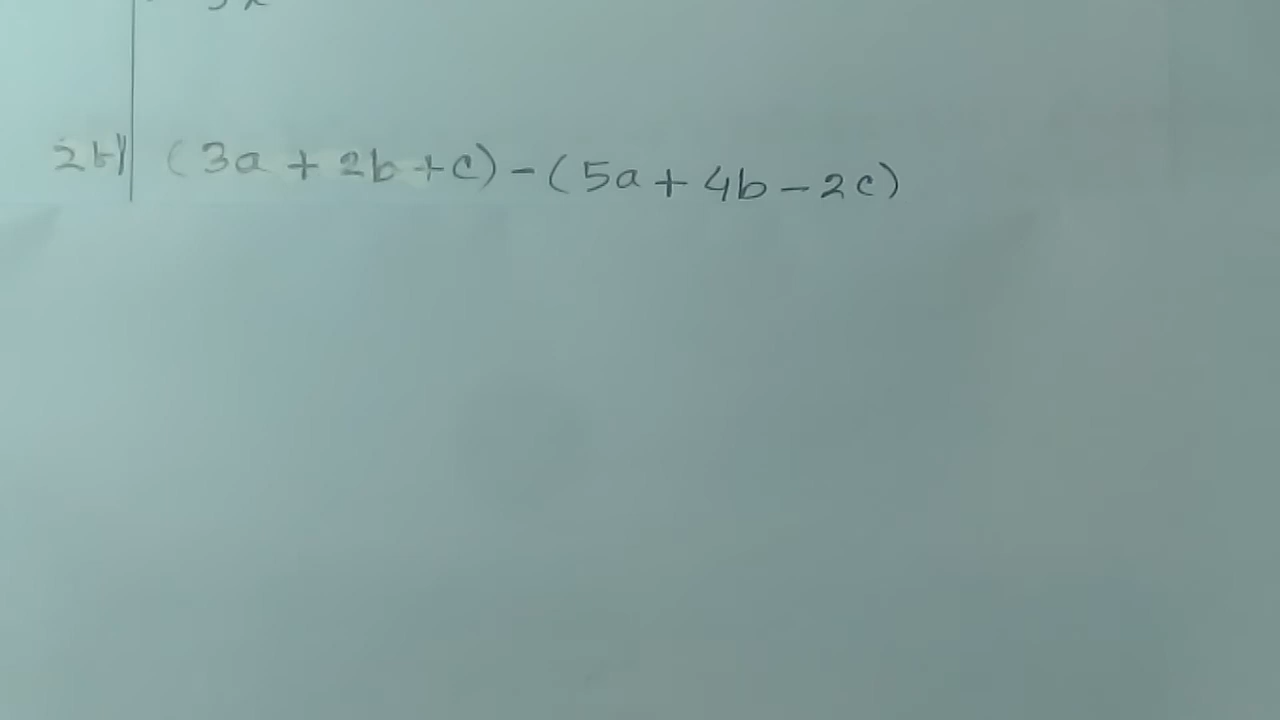 2b) (3a + 2b + c) - (5a + 4b - 2c)